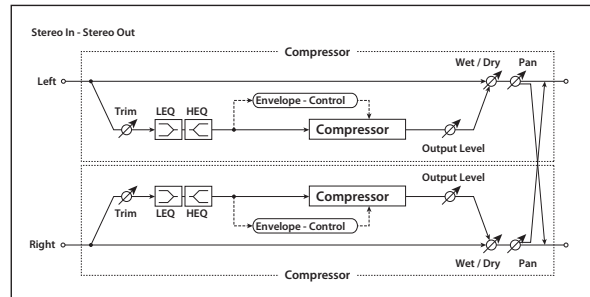 Stereo In - Stereo Out
Compressor
Wet / Dry Pan
Left
Trim LEQ HEQ Envelope - Control
Compressor
Output Level
Output Level
Compressor
Trim LEQ HEQ
Envelope - Control
Right
Wet / Dry Pan
Compressor